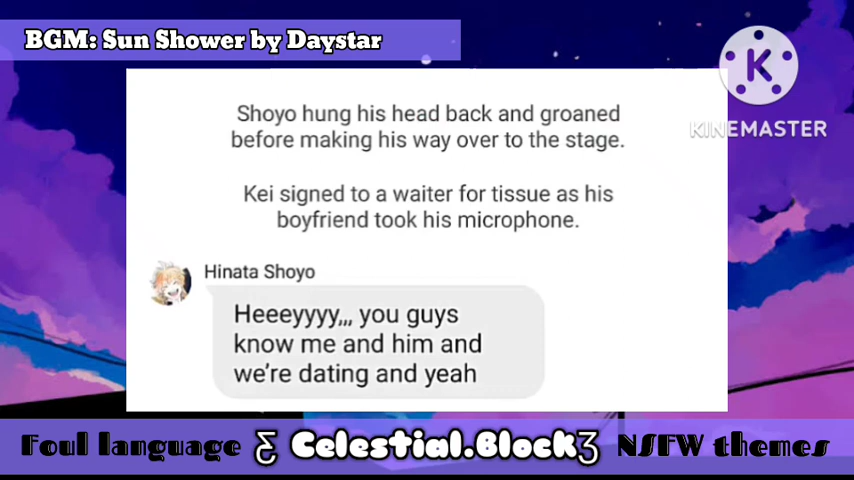 BGM: Sun Shower by Daystar
KINEMASTER
Shoyo hung his head back and groaned
before making his way over to the stage.
Kei signed to a waiter for tissue as his
boyfriend took his microphone.
Hinata Shoyo
Heeeyyyy,,, you guys
know me and him and
we're dating and yeah
Foul language Ƹ Celestial.BlockƷ NSFW themes